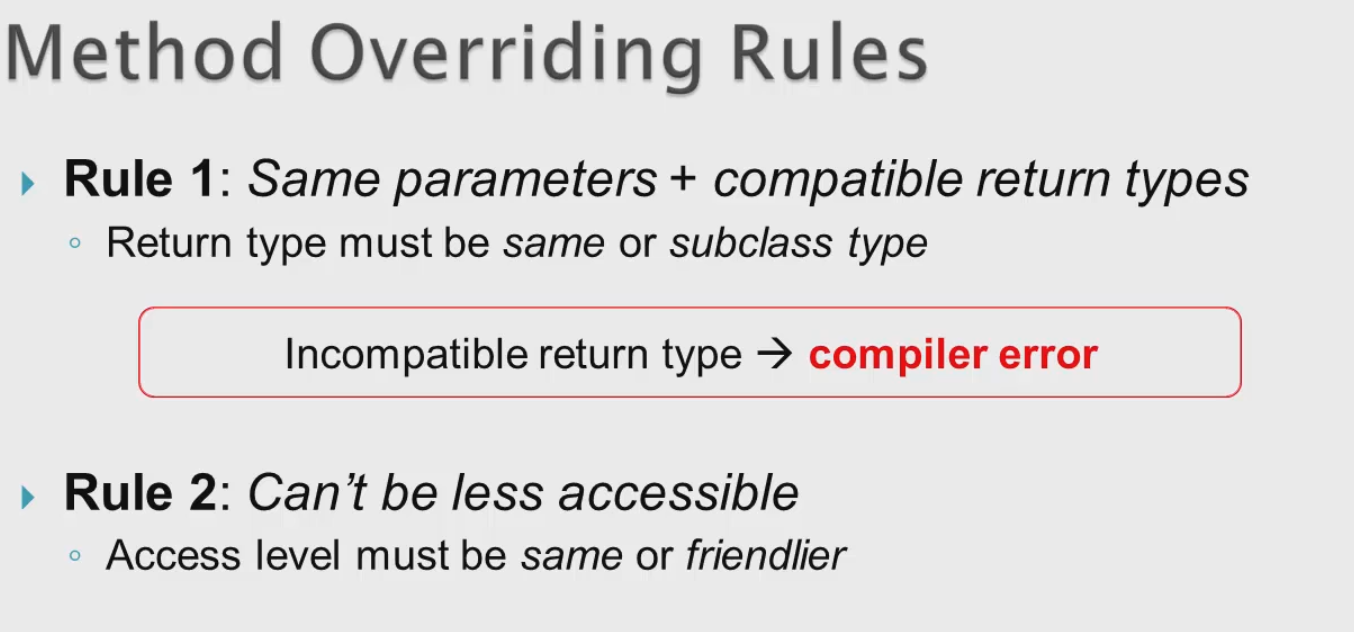 Method Overriding Rules
Rule 1: Same parameters + compatible return types
Return type must be same or subclass type
Incompatible return type → compiler error
Rule 2: Can’t be less accessible
Access level must be same or friendlier